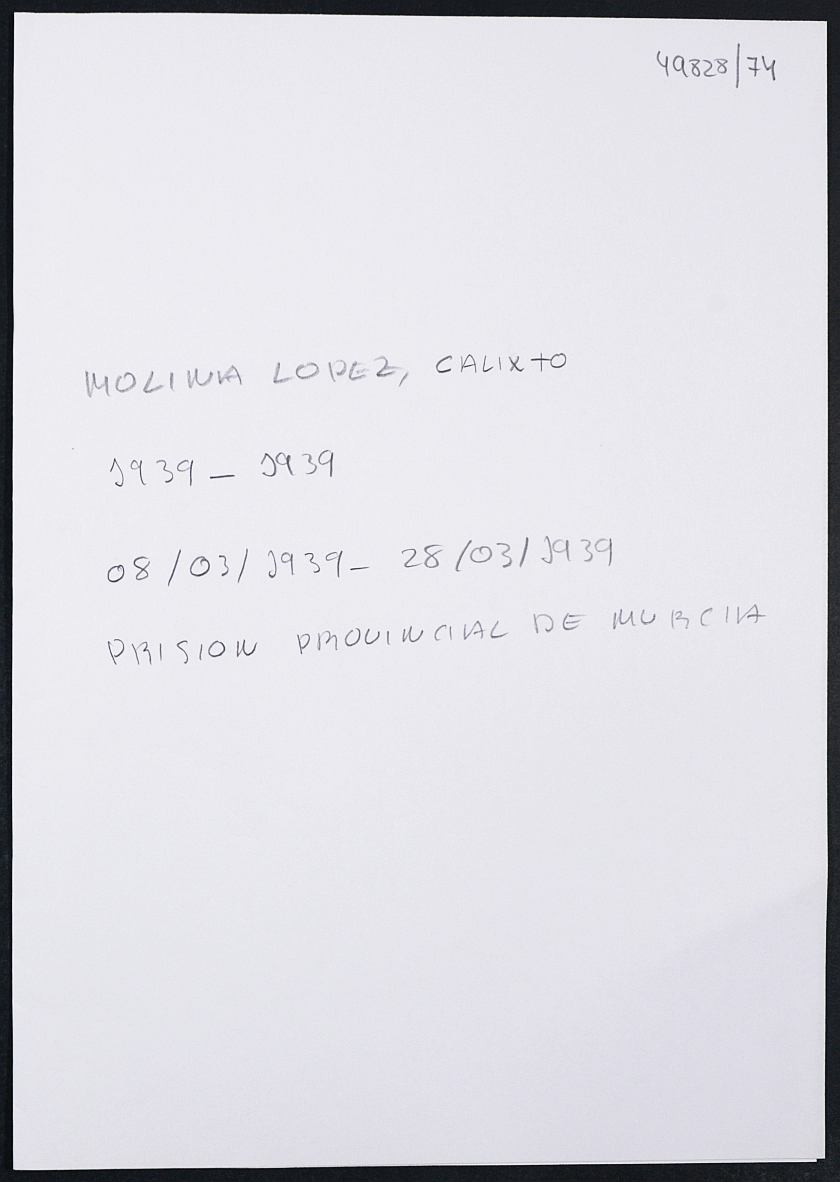 49828/74
MOLINA LOPEZ, CALIXTO
1939 - 1939
08/03/1939 - 28/03/1939
PRISION PROVINCIAL DE MURCIA